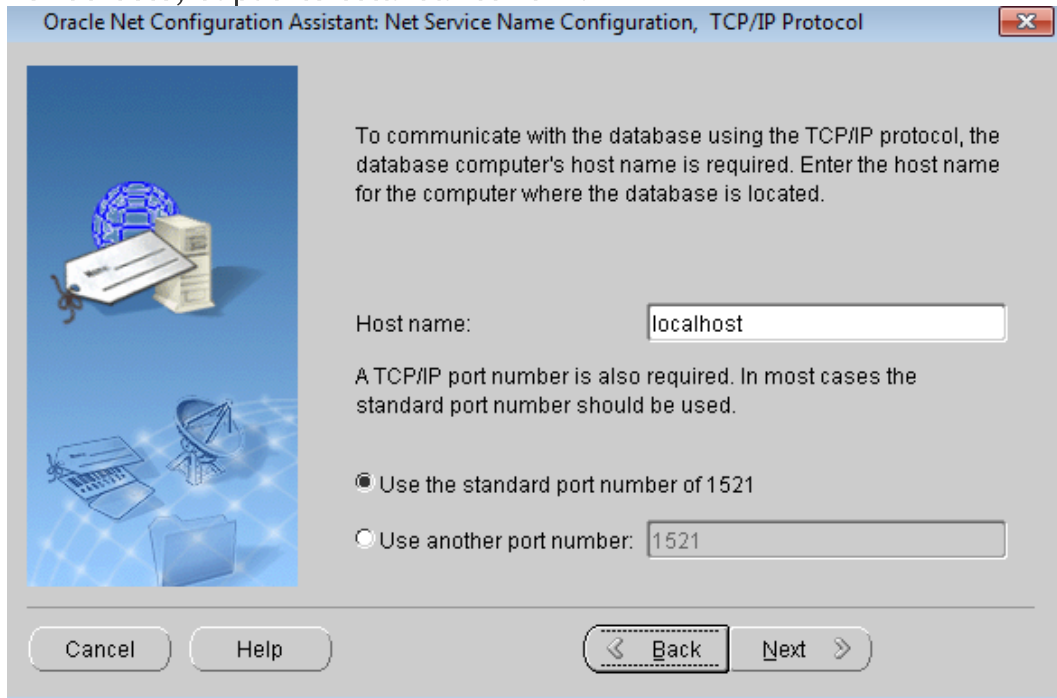 Oracle Net Configuration Assistant: Net Service Name Configuration, TCP/IP Protocol
To communicate with the database using the TCP/IP protocol, the
database computer's host name is required. Enter the host name
for the computer where the database is located.
Host name: localhost
A TCP/IP port number is also required. In most cases the
standard port number should be used.
Use the standard port number of 1521
Use another port number: 1521
Cancel Help Back Next